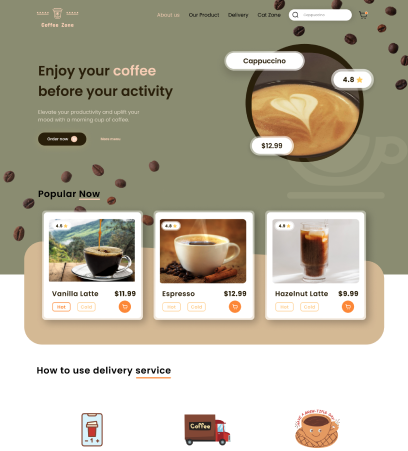 Coffee Zone
About us
Our Product
Delivery
Cat Zone
Cappuccino
Enjoy your coffee
before your activity
Elevate your productivity and uplift your
mood with a morning cup of coffee.
Order now
More menu
Cappuccino
4.8
$12.99
Popular Now
4.8
Vanilla Latte
$11.99
Hot
Cold
4.8
Espresso
$12.99
Hot
Cold
4.8
Hazelnut Latte
$9.99
Hot
Cold
How to use delivery service
- 1 +
Coffee